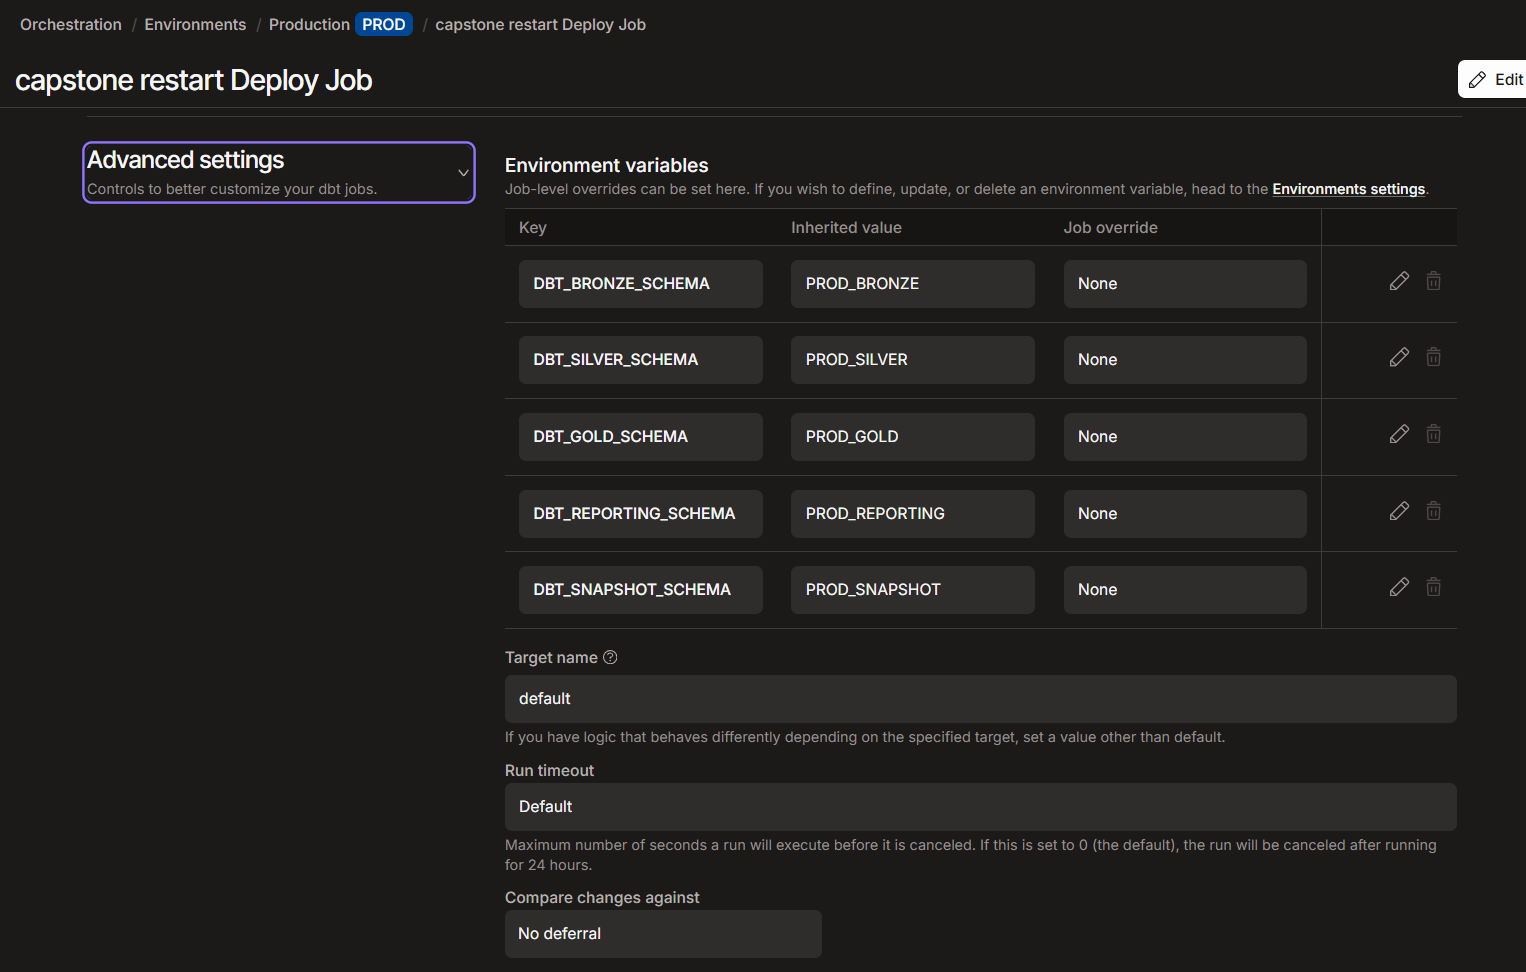 Orchestration / Environments / Production PROD / capstone restart Deploy Job
capstone restart Deploy Job
Edit
Advanced settings
Controls to better customize your dbt jobs.
Environment variables
Job-level overrides can be set here. If you wish to define, update, or delete an environment variable, head to the Environments settings.
Key Inherited value Job override
DBT_BRONZE_SCHEMA PROD_BRONZE None
DBT_SILVER_SCHEMA PROD_SILVER None
DBT_GOLD_SCHEMA PROD_GOLD None
DBT_REPORTING_SCHEMA PROD_REPORTING None
DBT_SNAPSHOT_SCHEMA PROD_SNAPSHOT None
Target name
default
If you have logic that behaves differently depending on the specified target, set a value other than default.
Run timeout
Default
Maximum number of seconds a run will execute before it is canceled. If this is set to 0 (the default), the run will be canceled after running
for 24 hours.
Compare changes against
No deferral